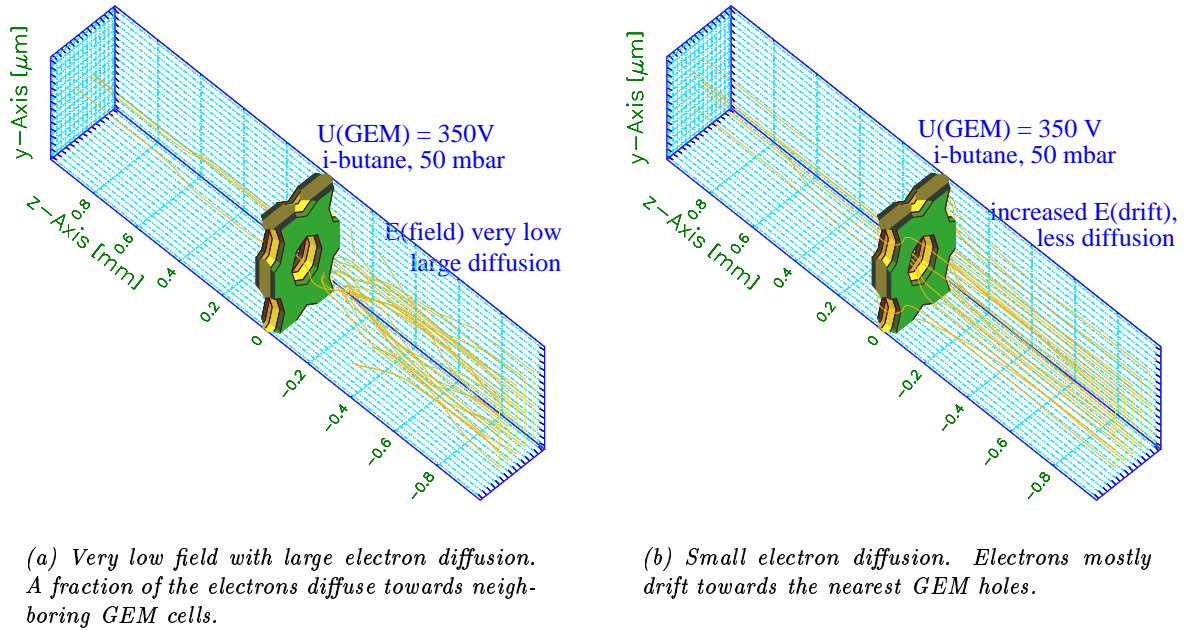 y−Axis [μm]
U(GEM) = 350V
i-butane, 50 mbar
E(field) very low
large diffusion
z−Axis [mm]
0.8
0.6
0.4
0.2
0
−0.2
−0.4
−0.6
−0.8
(a) Very low field with large electron diffusion.
A fraction of the electrons diffuse towards neigh-
boring GEM cells.
y−Axis [μm]
U(GEM) = 350 V
i-butane, 50 mbar
increased E(drift),
less diffusion
z−Axis [mm]
0.8
0.6
0.4
0.2
0
−0.2
−0.4
−0.6
−0.8
(b) Small electron diffusion. Electrons mostly
drift towards the nearest GEM holes.